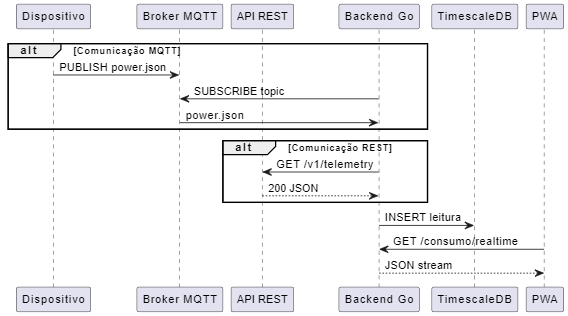 Dispositivo
Broker MQTT
API REST
Backend Go
TimescaleDB
PWA
alt [Comunicação MQTT]
PUBLISH power.json
SUBSCRIBE topic
power.json
alt [Comunicação REST]
GET /v1/telemetry
200 JSON
INSERT leitura
GET /consumo/realtime
JSON stream
Dispositivo
Broker MQTT
API REST
Backend Go
TimescaleDB
PWA